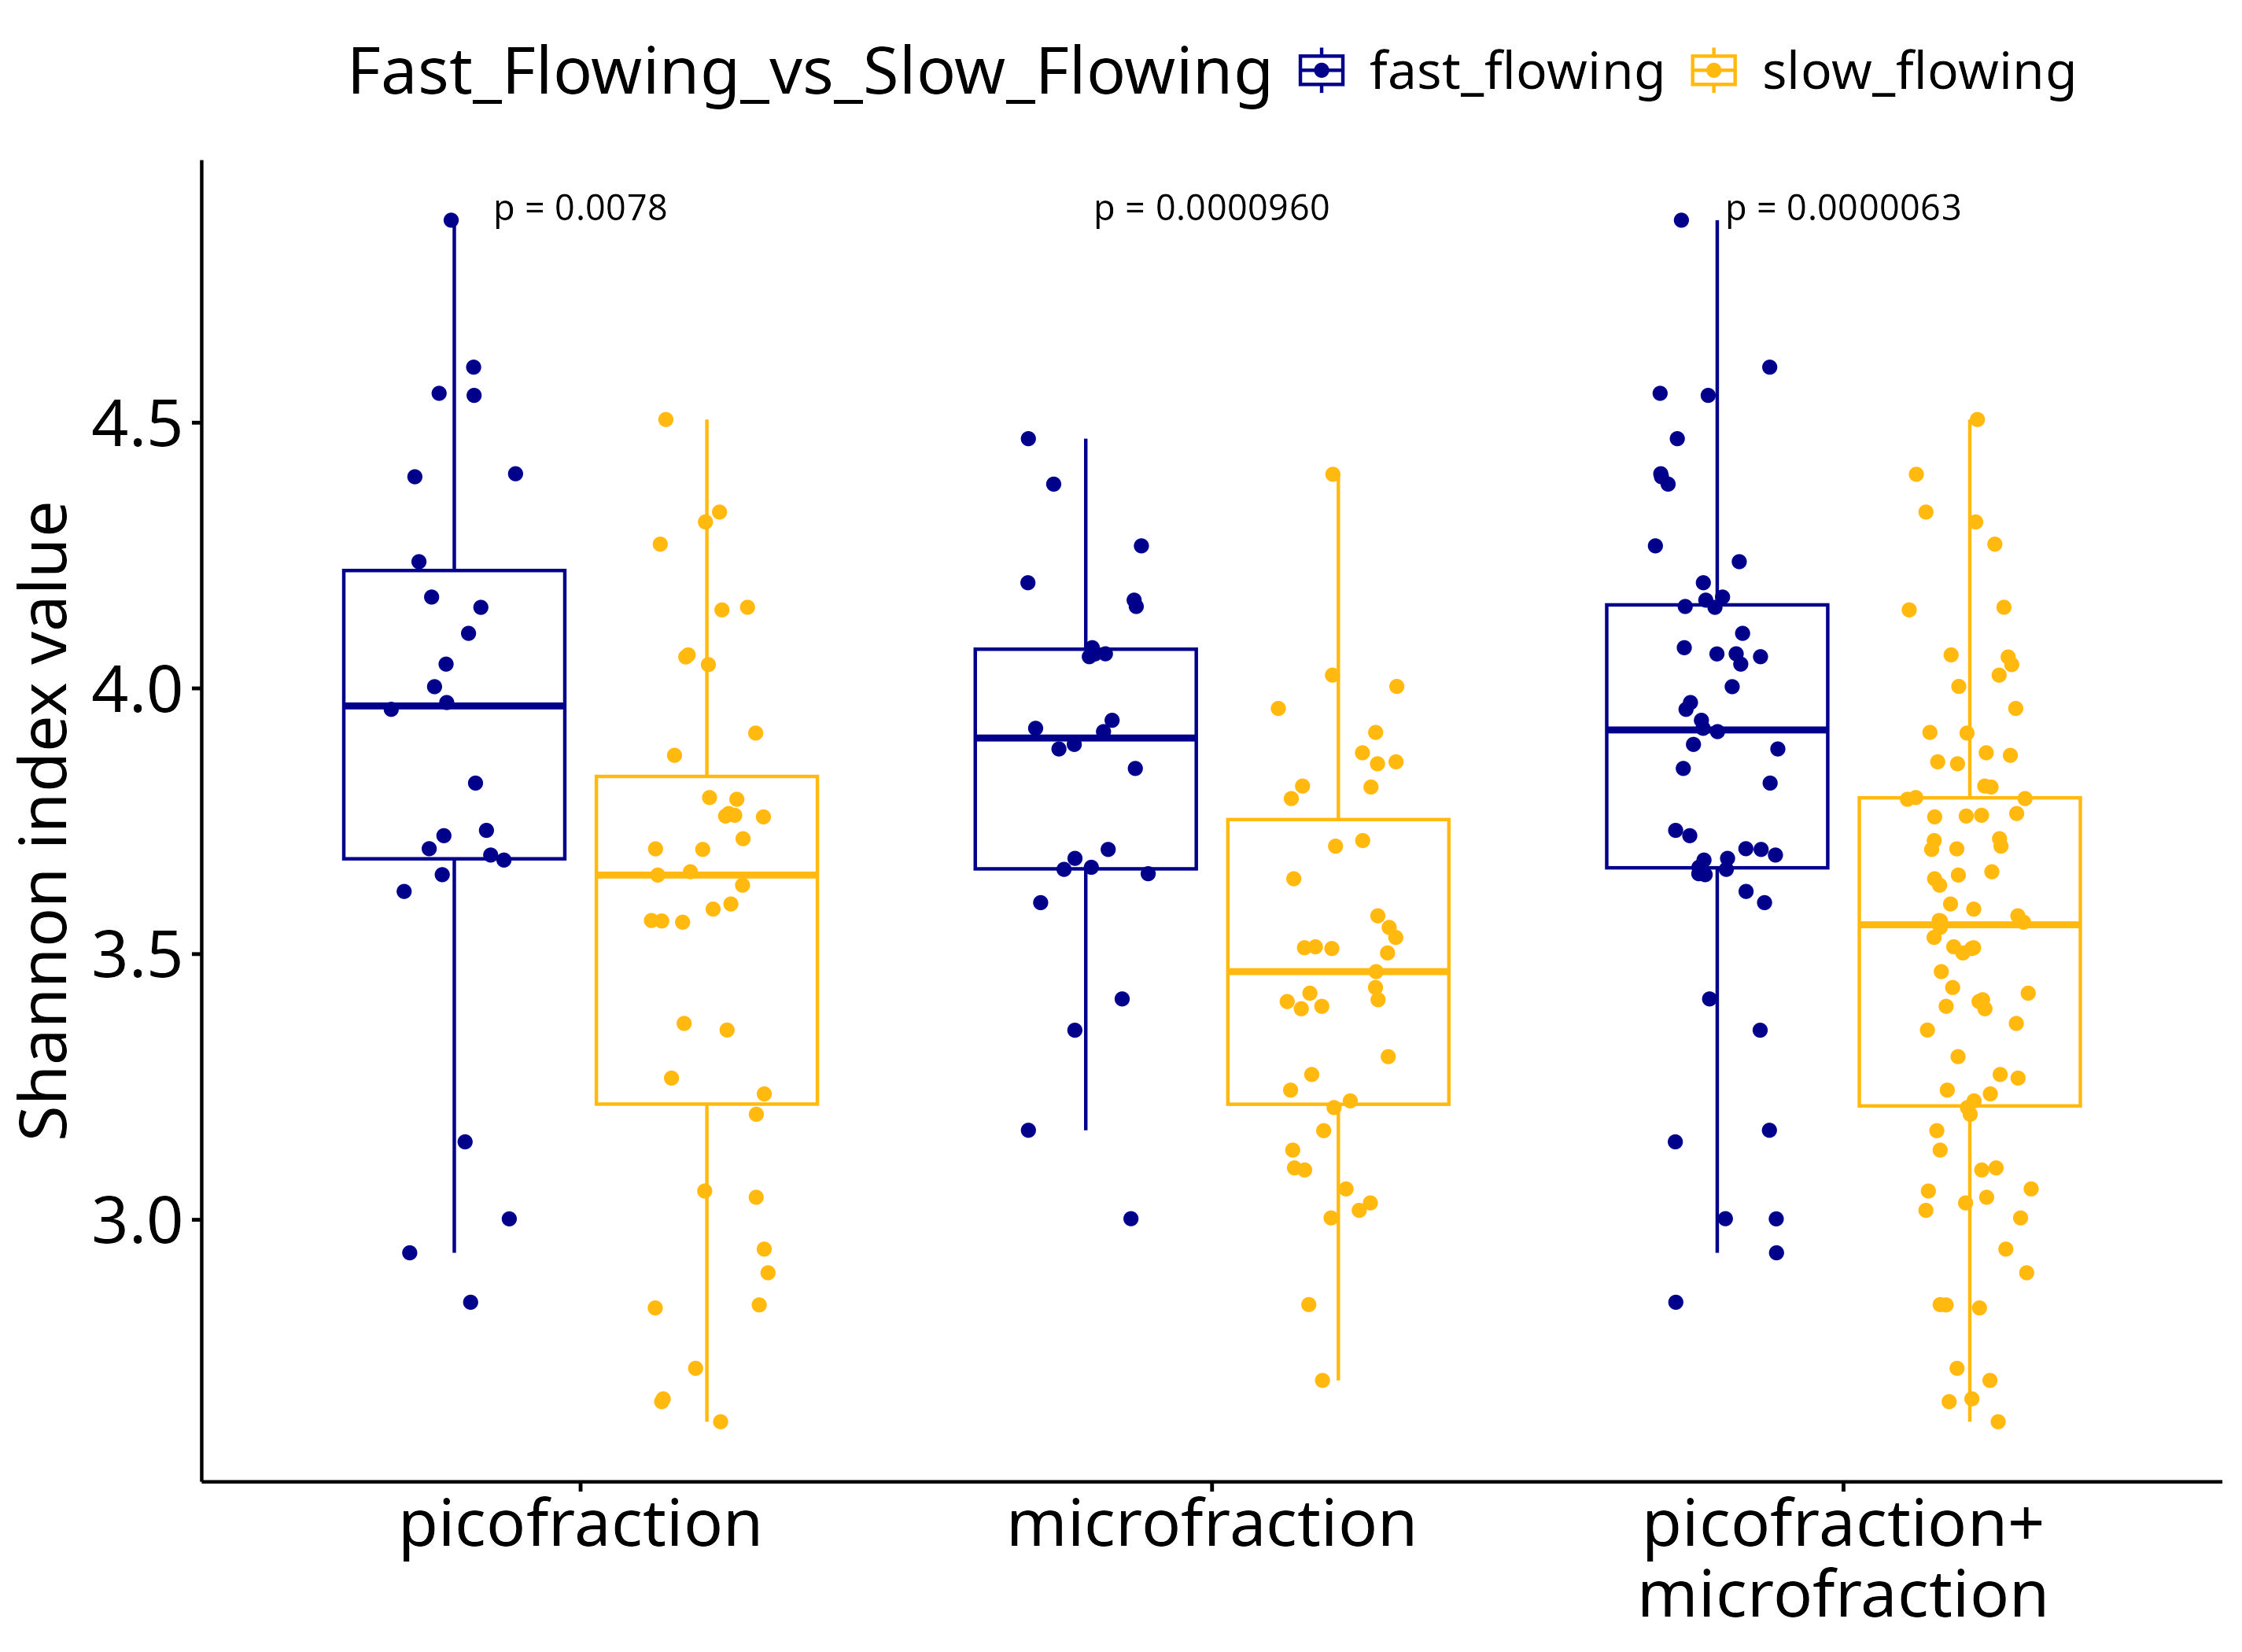 Fast_Flowing_vs_Slow_Flowing fast_flowing slow_flowing
p = 0.0078 p = 0.0000960 p = 0.0000063
Shannon index value
4.5
4.0
3.5
3.0
picofraction microfraction picofraction+
microfraction